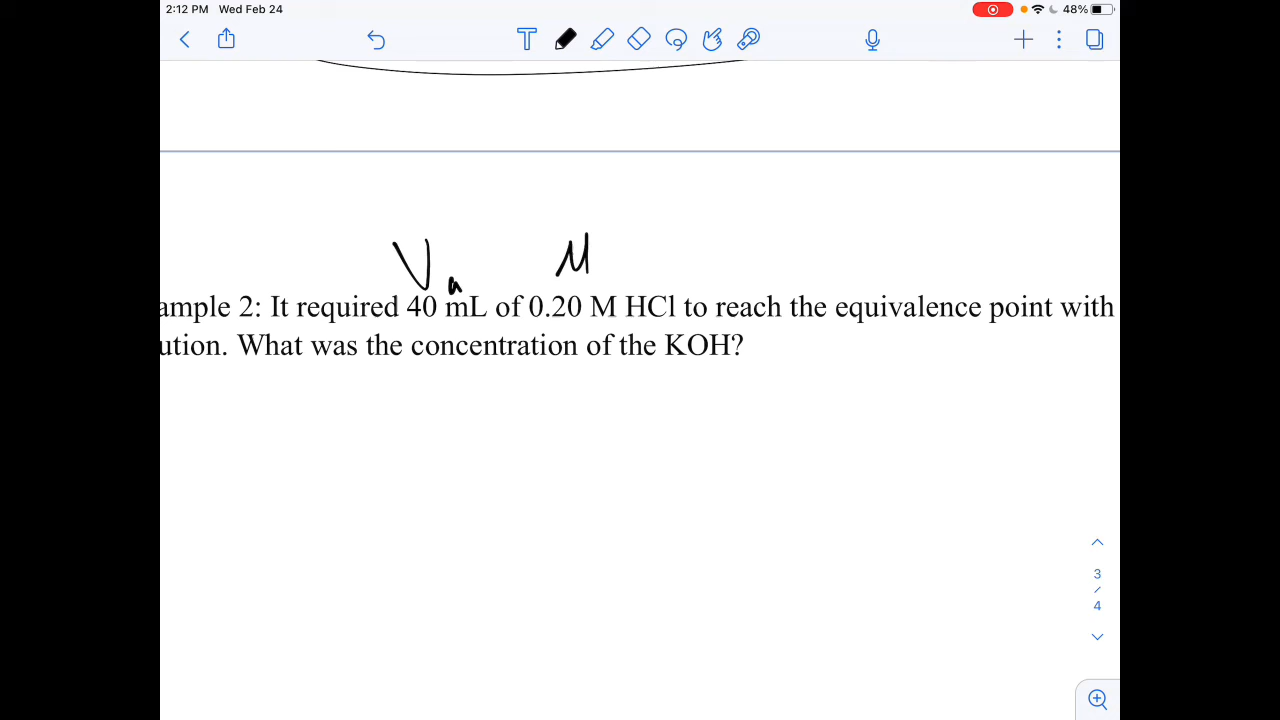 2:12 PM Wed Feb 24
48%
T
Va M
ample 2: It required 40 mL of 0.20 M HCl to reach the equivalence point with
ution. What was the concentration of the KOH?
3
/
4